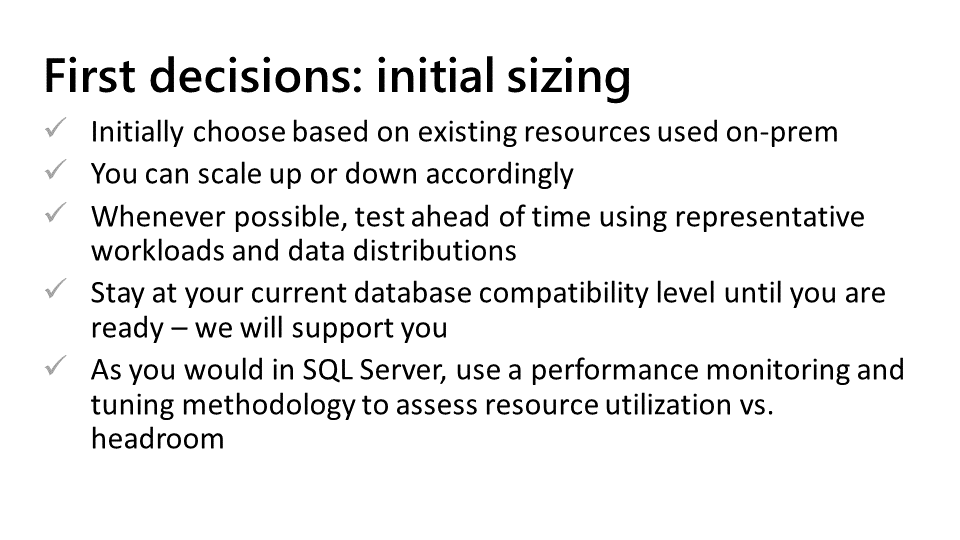 First decisions: initial sizing
Initially choose based on existing resources used on-prem
You can scale up or down accordingly
Whenever possible, test ahead of time using representative
workloads and data distributions
Stay at your current database compatibility level until you are
ready – we will support you
As you would in SQL Server, use a performance monitoring and
tuning methodology to assess resource utilization vs.
headroom